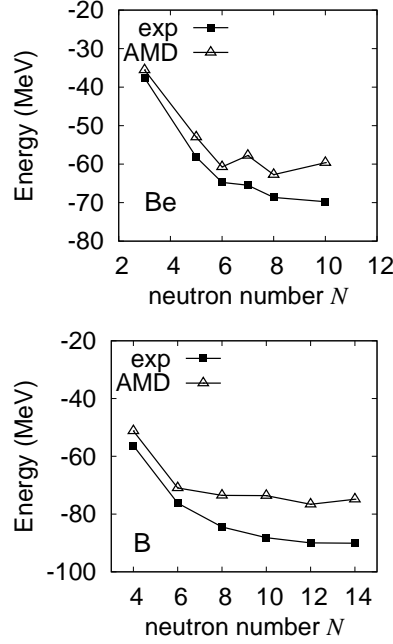 exp
AMD
-20
-30
-40
-50
-60
-70
-80
Energy (MeV)
Be
2 4 6 8 10 12
neutron number N
exp
AMD
-20
-40
-60
-80
-100
Energy (MeV)
B
4 6 8 10 12 14
neutron number N